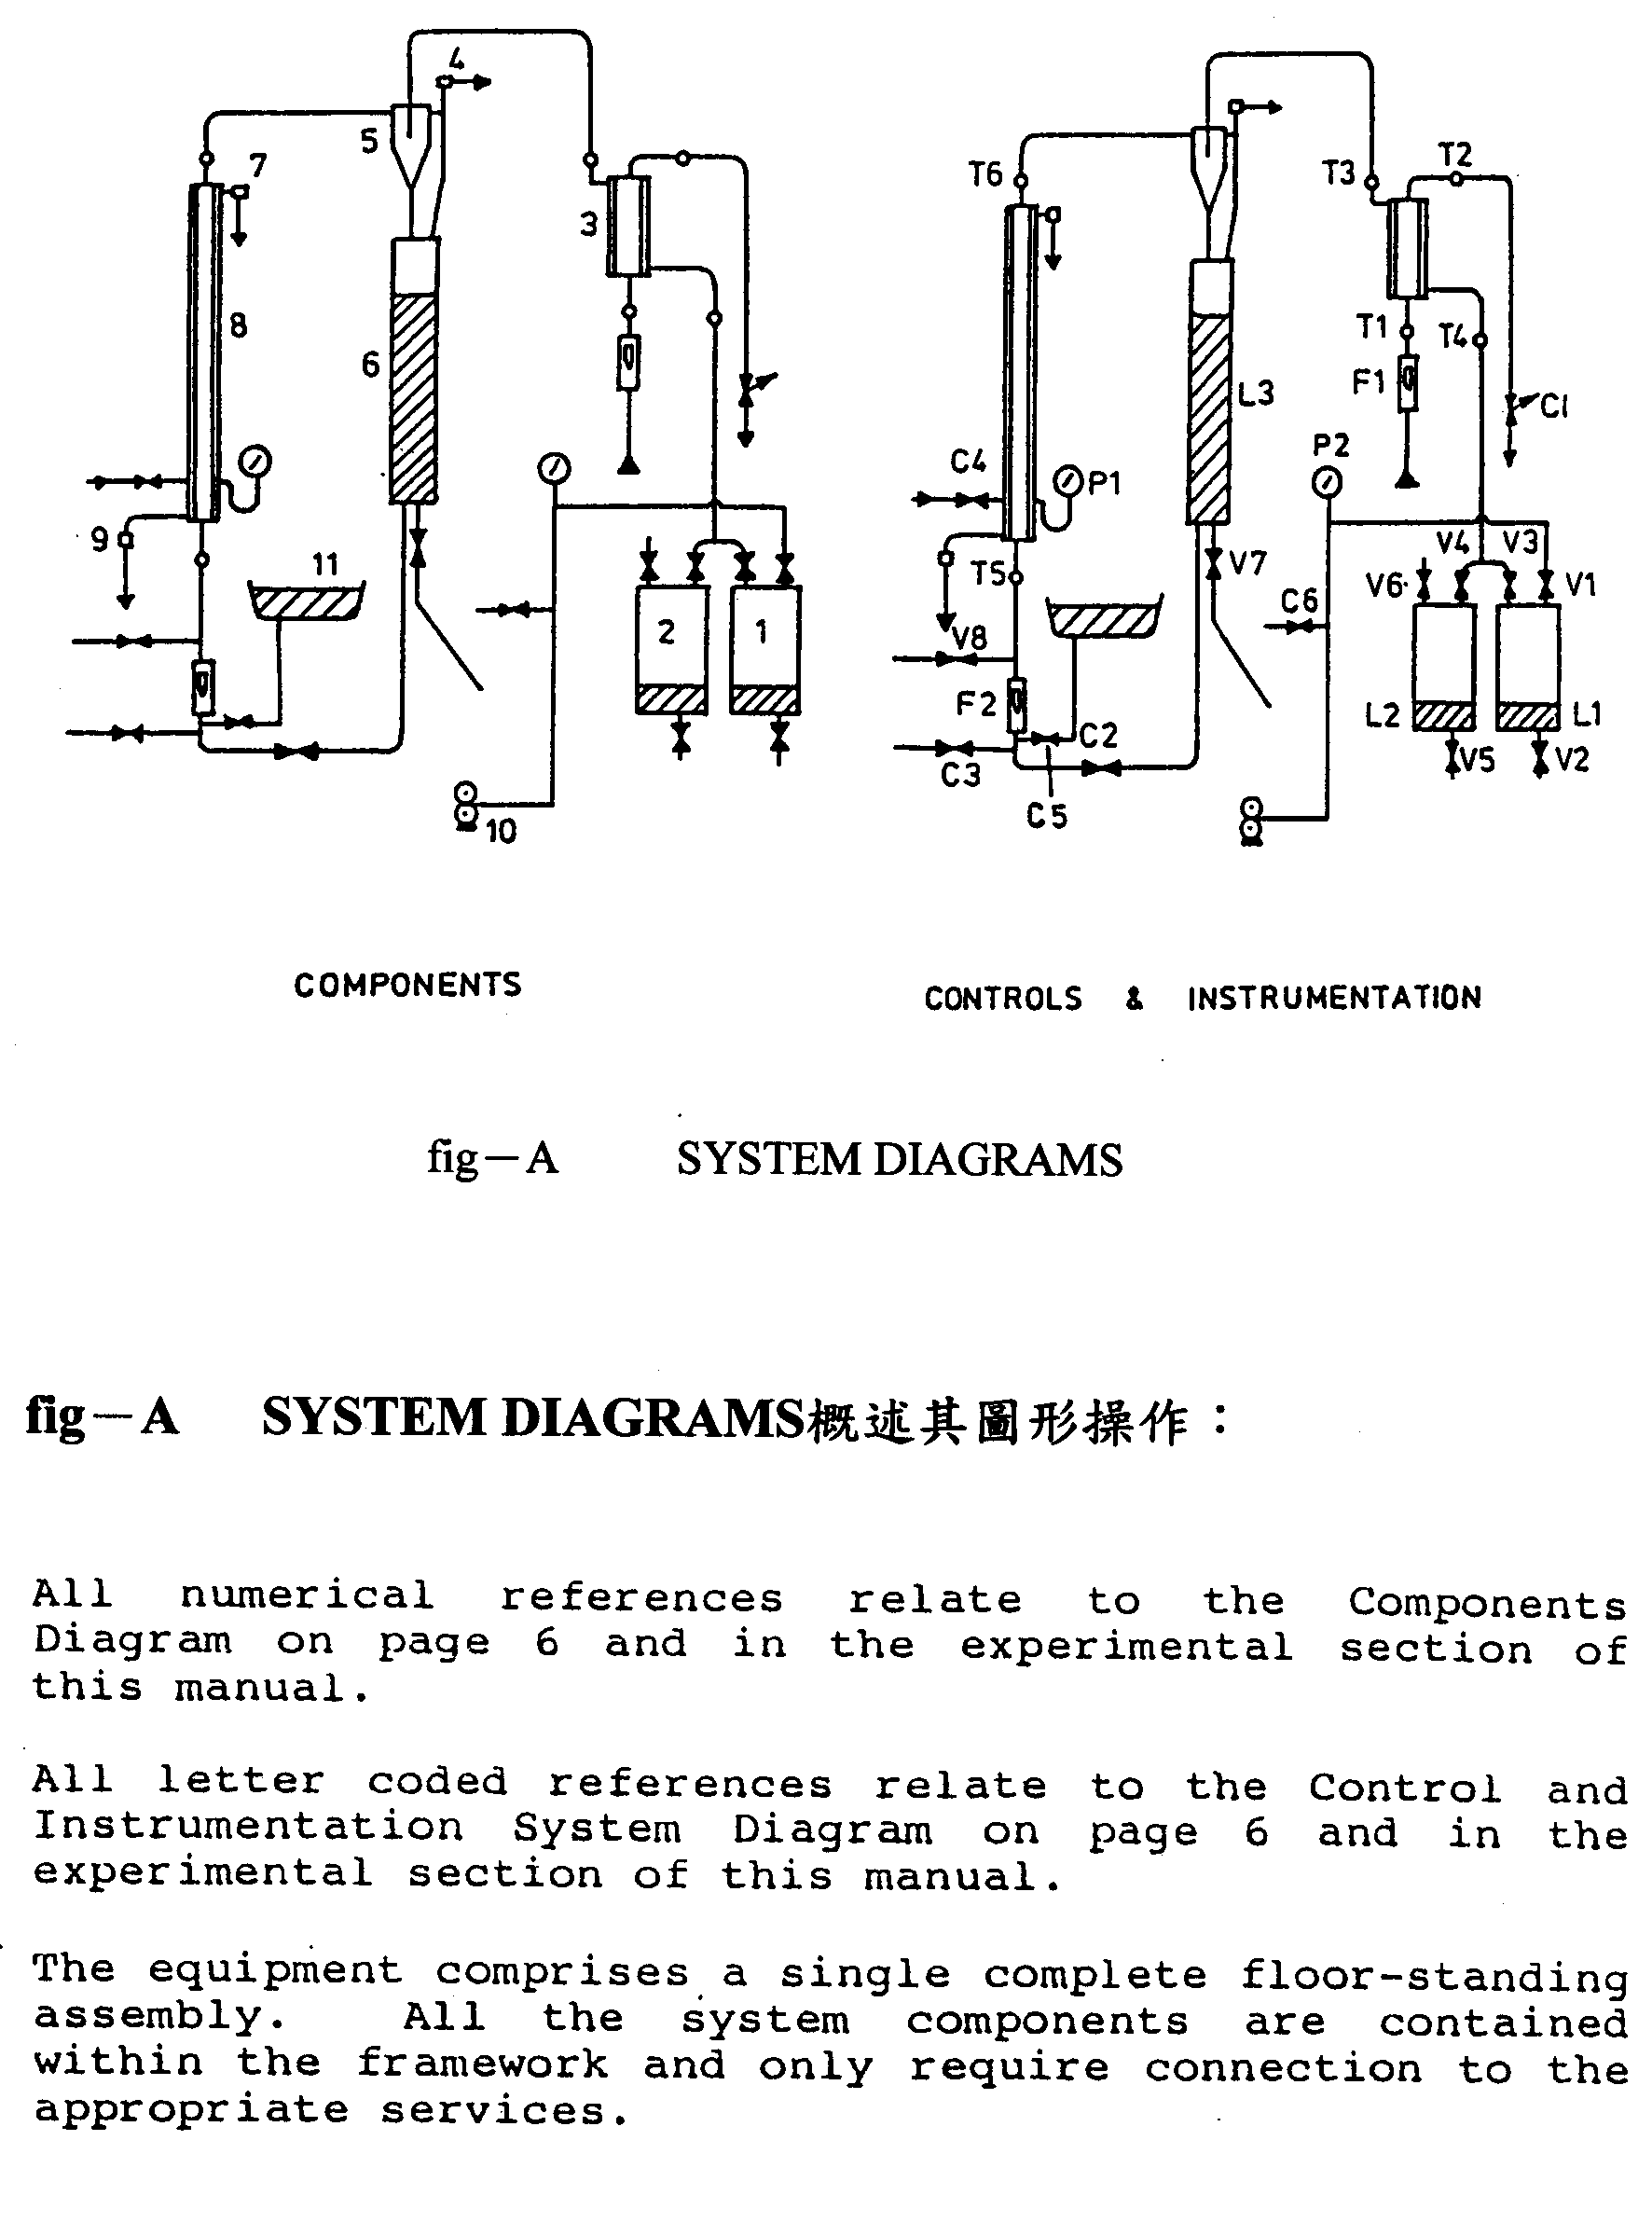 4
5
7
3
8
6
9
11
2
1
10
T6
T3
T2
T1
T4
F1
C1
L3
C4
P1
P2
T5
V7
V4
V3
V6
V1
C6
V8
F2
C2
L2
L1
C3
C5
V5
V2
COMPONENTS
CONTROLS & INSTRUMENTATION
fig—A SYSTEM DIAGRAMS
fig—A SYSTEM DIAGRAMS概述其圖形操作：
All numerical references relate to the Components
Diagram on page 6 and in the experimental section of
this manual.
All letter coded references relate to the Control and
Instrumentation System Diagram on page 6 and in the
experimental section of this manual.
The equipment comprises a single complete floor-standing
assembly. All the system components are contained
within the framework and only require connection to the
appropriate services.